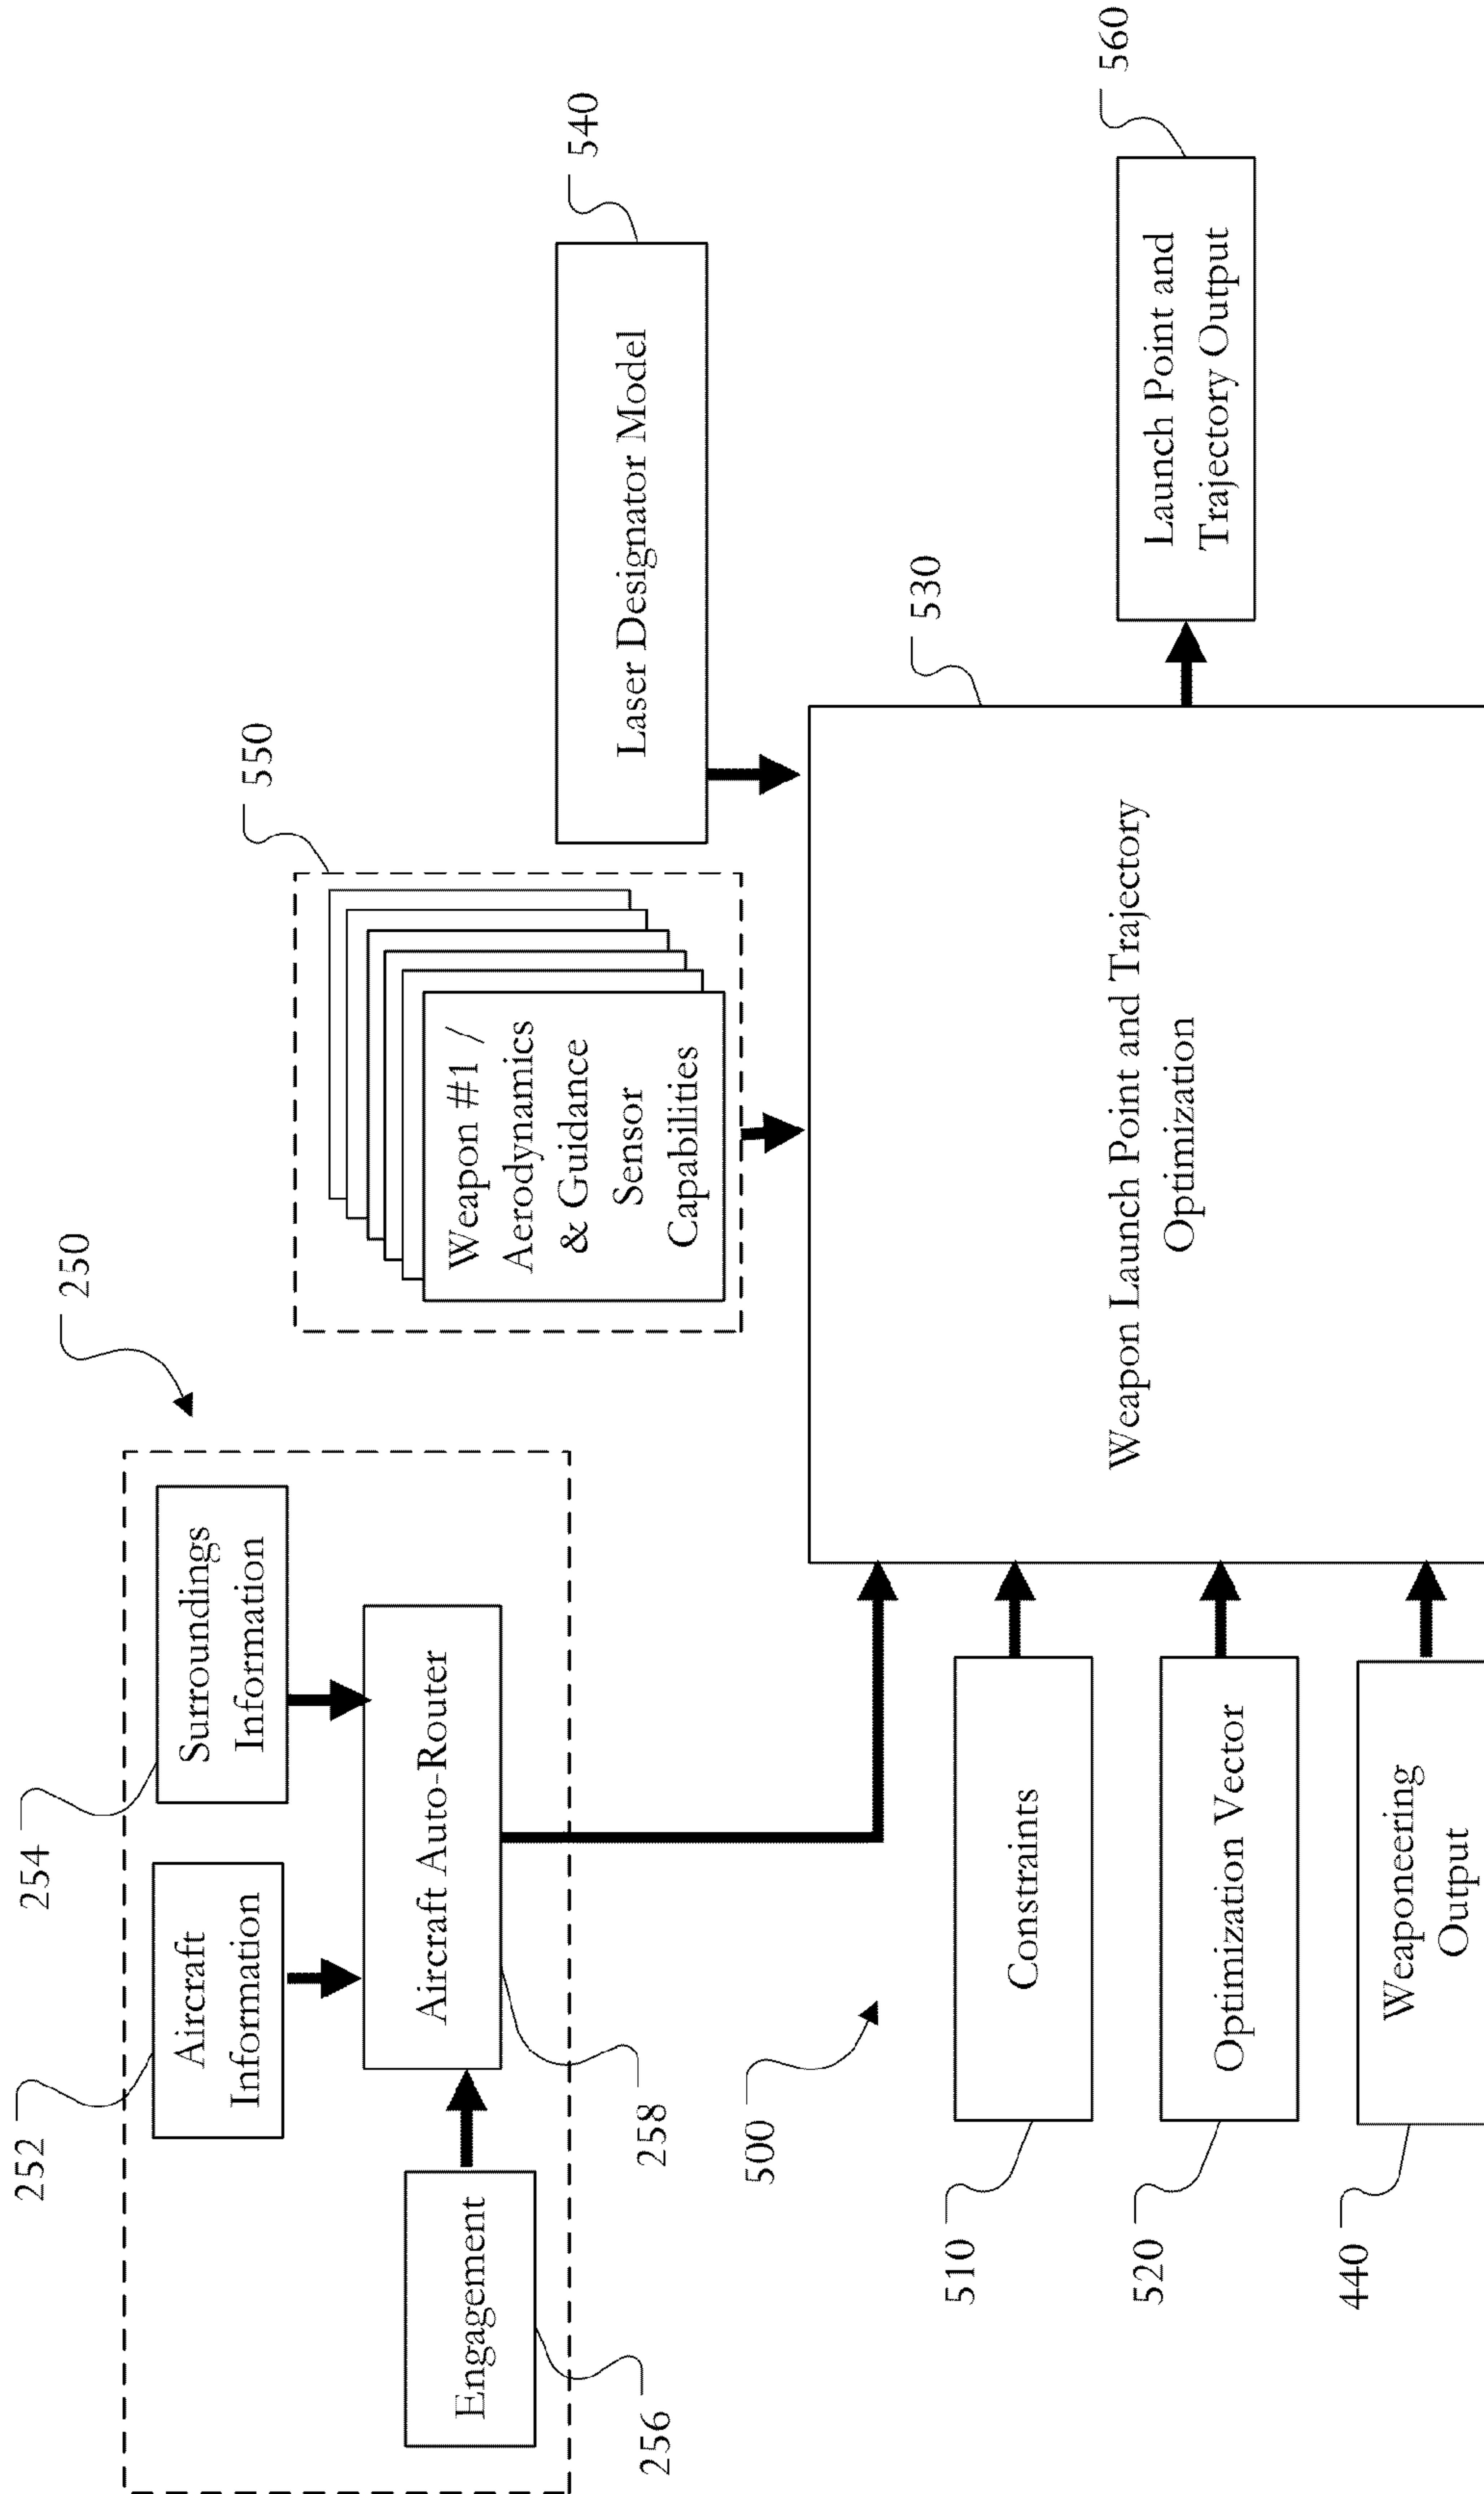 250
254
Surroundings
Information
252
Aircraft
Information
Aircraft Auto-Router
258
Engagement
256
550
Weapon #1 /
Aerodynamics
& Guidance
Sensor
Capabilities
540
Laser Designator Model
500
530
Weapon Launch Point and Trajectory
Optimization
510
Constraints
520
Optimization Vector
440
Weaponeering
Output
560
Launch Point and
Trajectory Output